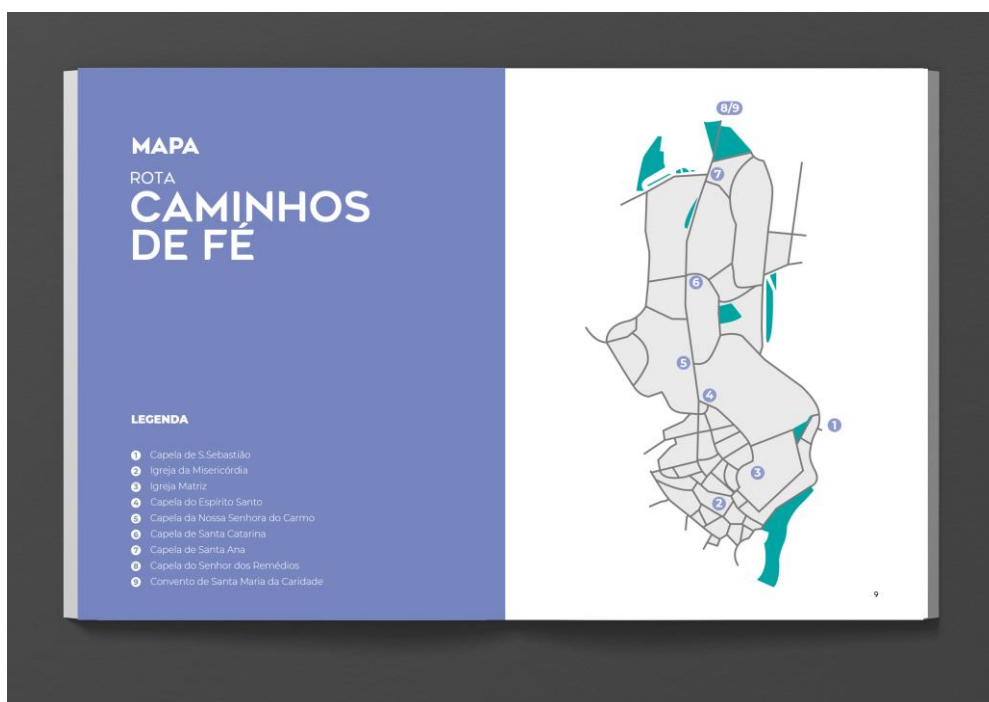 MAPA
ROTA
CAMINHOS
DE FÉ
LEGENDA
1 Capela de S.Sebastião
2 Igreja da Misericórdia
3 Igreja Matriz
4 Capela do Espírito Santo
5 Capela da Nossa Senhora do Carmo
6 Capela de Santa Catarina
7 Capela de Santa Ana
8 Capela do Senhor dos Remédios
9 Convento de Santa Maria da Caridade
8/9
7
6
5
4
1
3
2
9